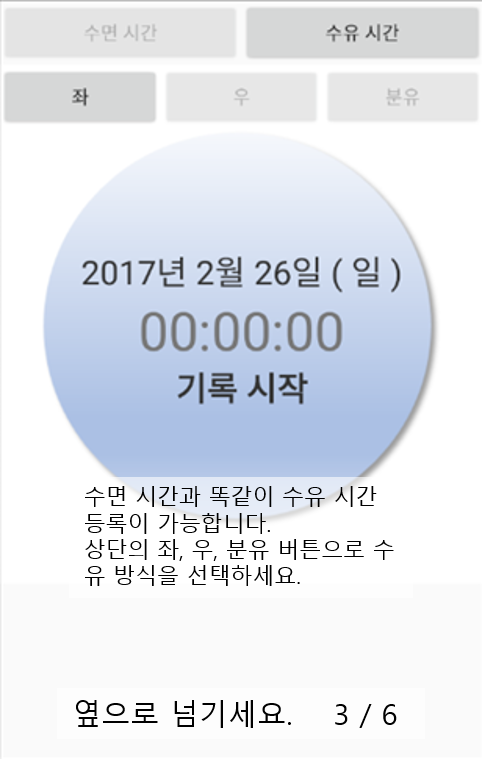 수면 시간 수유 시간
좌 우 분유
2017년 2월 26일 ( 일 )
00:00:00
기록 시작
수면 시간과 똑같이 수유 시간
등록이 가능합니다.
상단의 좌, 우, 분유 버튼으로 수
유 방식을 선택하세요.
옆으로 넘기세요. 3 / 6